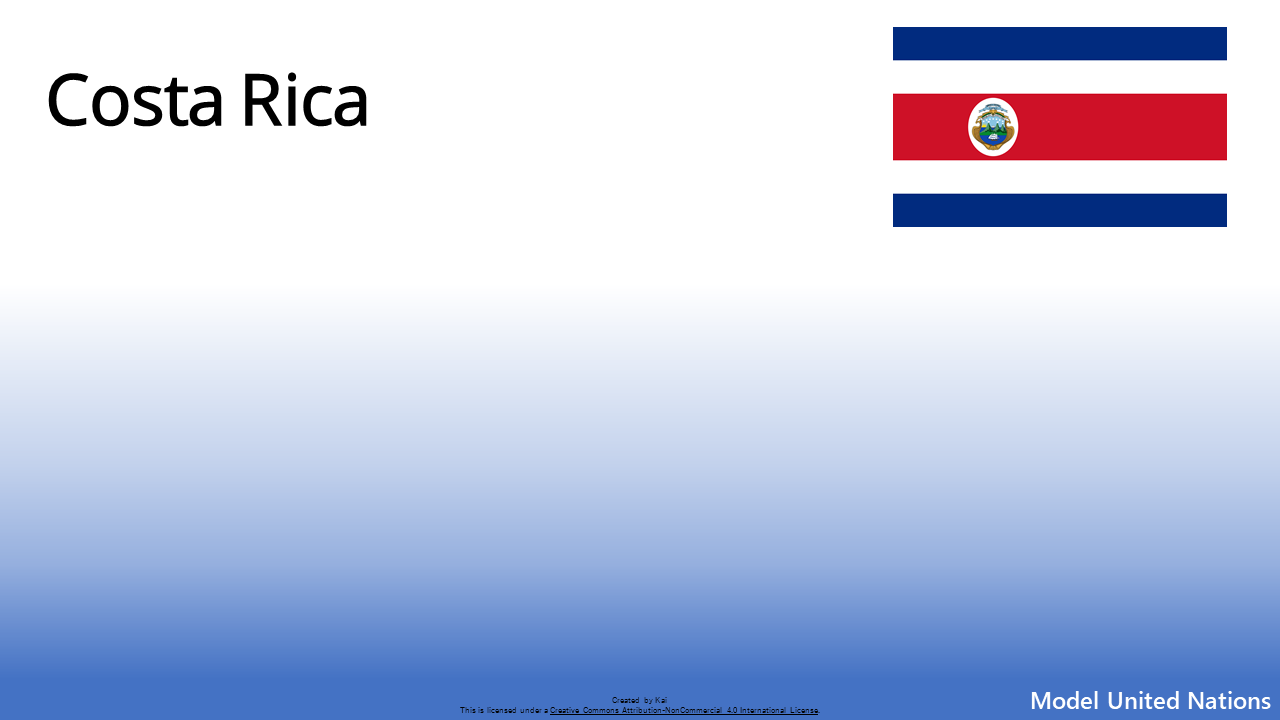 Costa Rica
Created by Kai
This is licensed under a Creative Commons Attribution-NonCommercial 4.0 International License.
Model United Nations